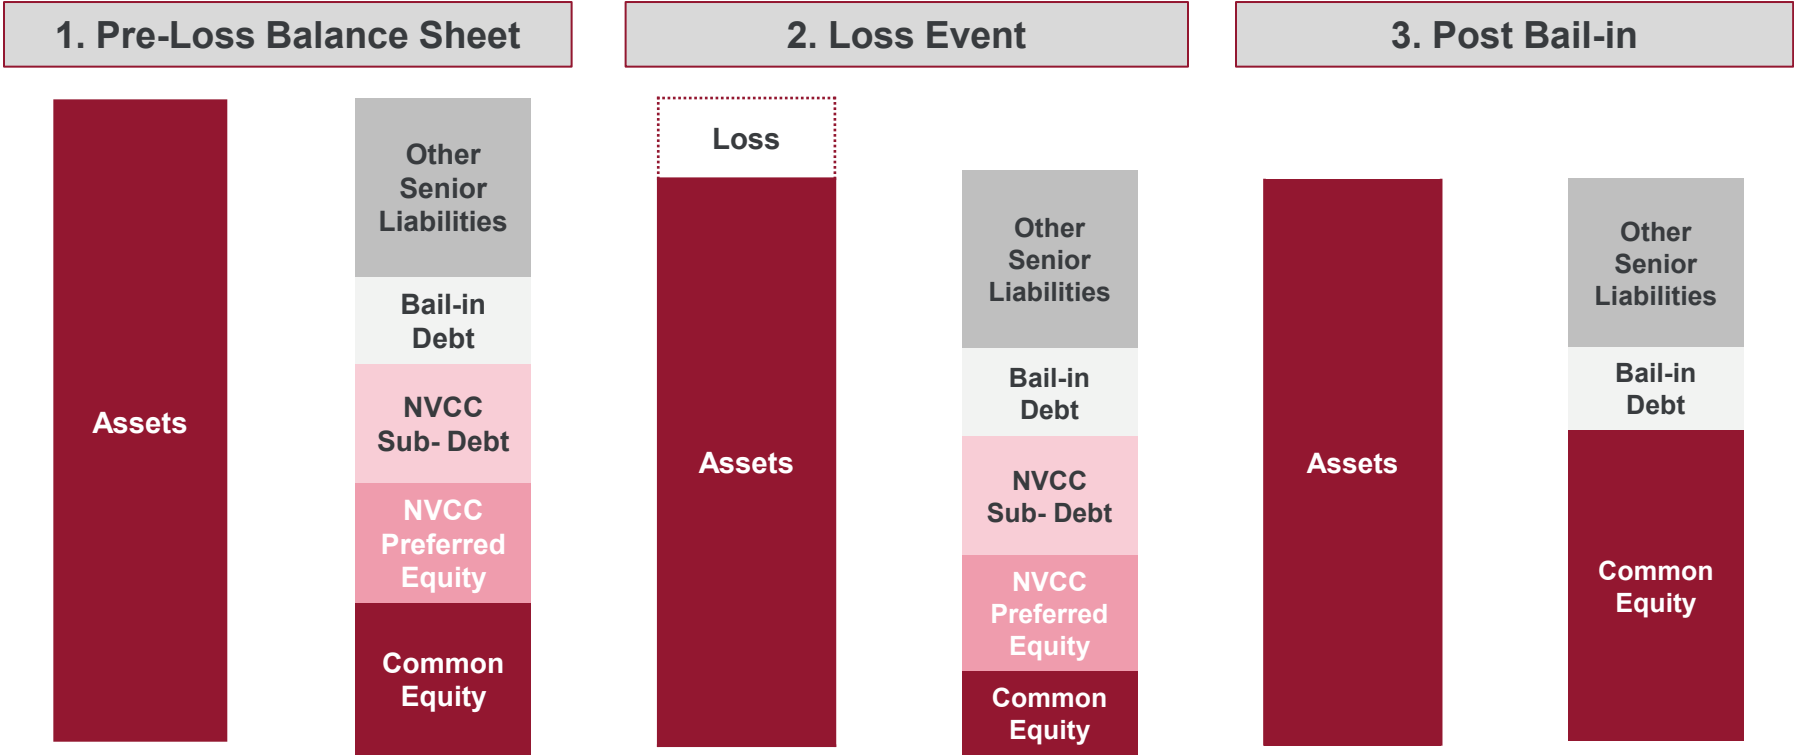 1. Pre-Loss Balance Sheet
2. Loss Event
3. Post Bail-in
Assets
Other
Senior
Liabilities
Bail-in
Debt
NVCC
Sub- Debt
NVCC
Preferred
Equity
Common
Equity
Loss
Assets
Other
Senior
Liabilities
Bail-in
Debt
NVCC
Sub- Debt
NVCC
Preferred
Equity
Common
Equity
Assets
Other
Senior
Liabilities
Bail-in
Debt
Common
Equity